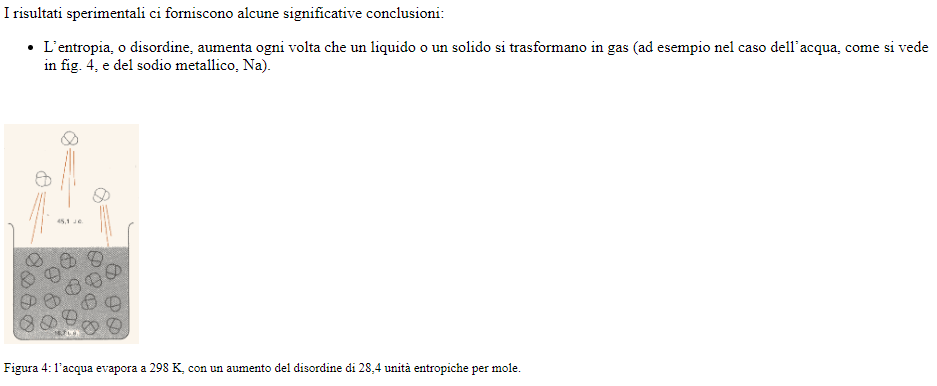 I risultati sperimentali ci forniscono alcune significative conclusioni:
• L'entropia, o disordine, aumenta ogni volta che un liquido o un solido si trasformano in gas (ad esempio nel caso dell'acqua, come si vede
in fig. 4, e del sodio metallico, Na).
45,1
Figura 4: l'acqua evapora a 298 K, con un aumento del disordine di 28,4 unità entropiche per mole.